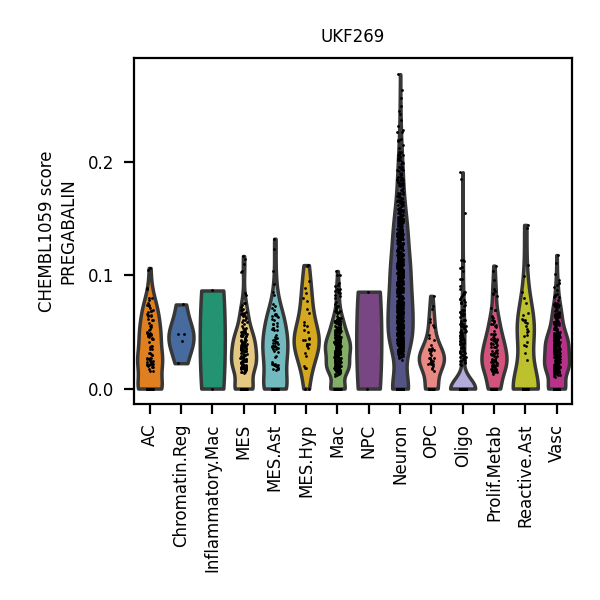 UKF269
CHEMBL1059 score
PREGABALIN
0.2
0.1
0.0
AC
Chromatin.Reg
Inflammatory.Mac
MES
MES.Ast
MES.Hyp
Mac
NPC
Neuron
OPC
Oligo
Prolif.Metab
Reactive.Ast
Vasc